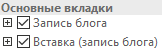 Основные вкладки
Запись блога
Вставка (запись блога)